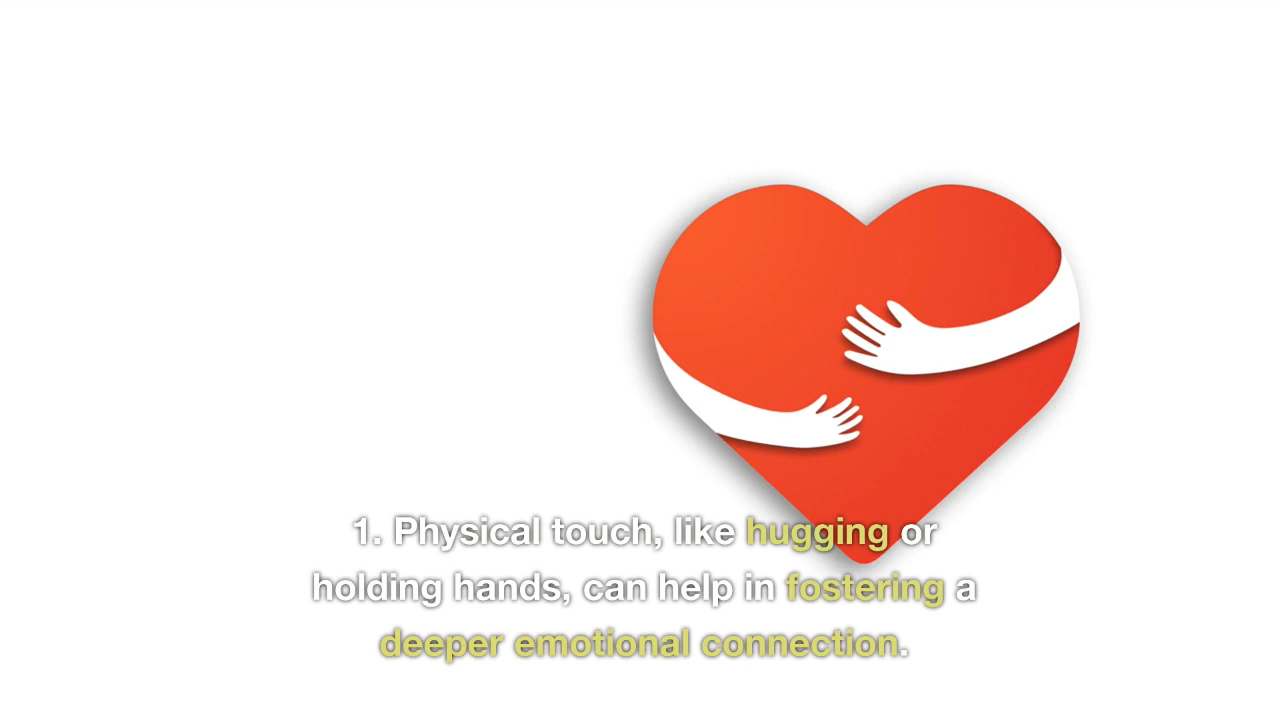 1. Physical touch, like hugging or
holding hands, can help in fostering a
deeper emotional connection.